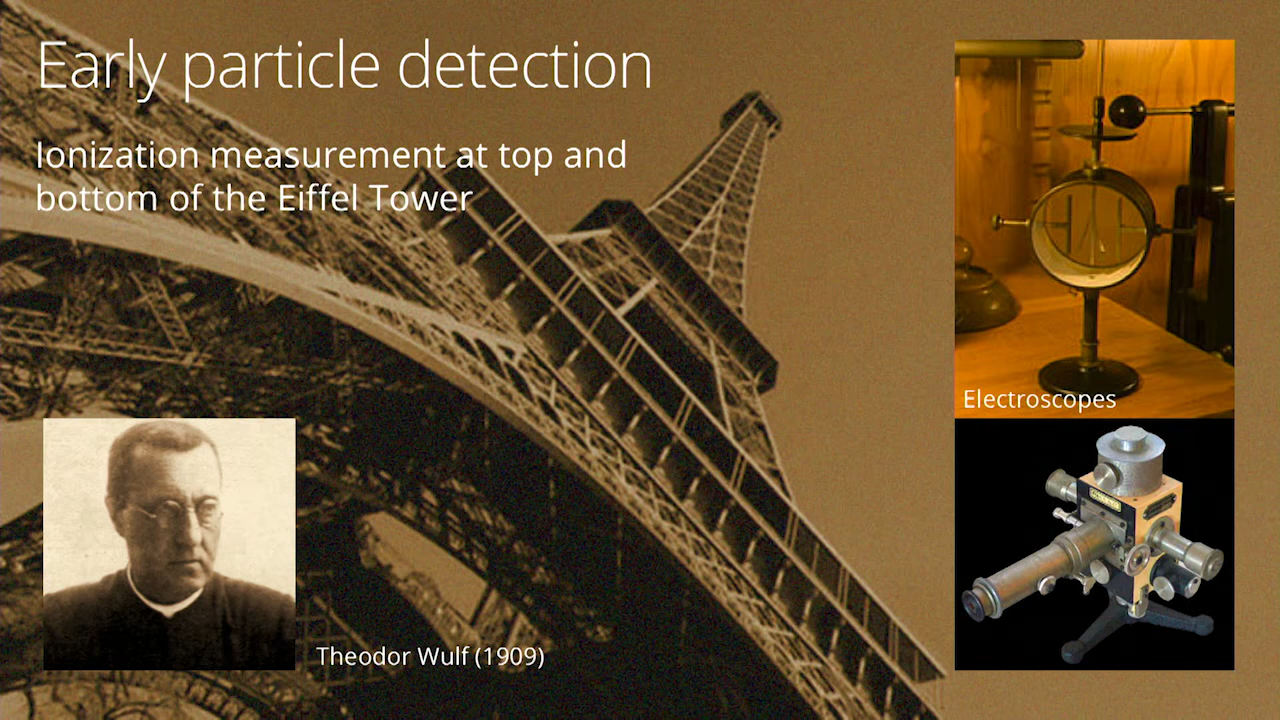 Early particle detection
Ionization measurement at top and
bottom of the Eiffel Tower
Electroscopes
Theodor Wulf (1909)